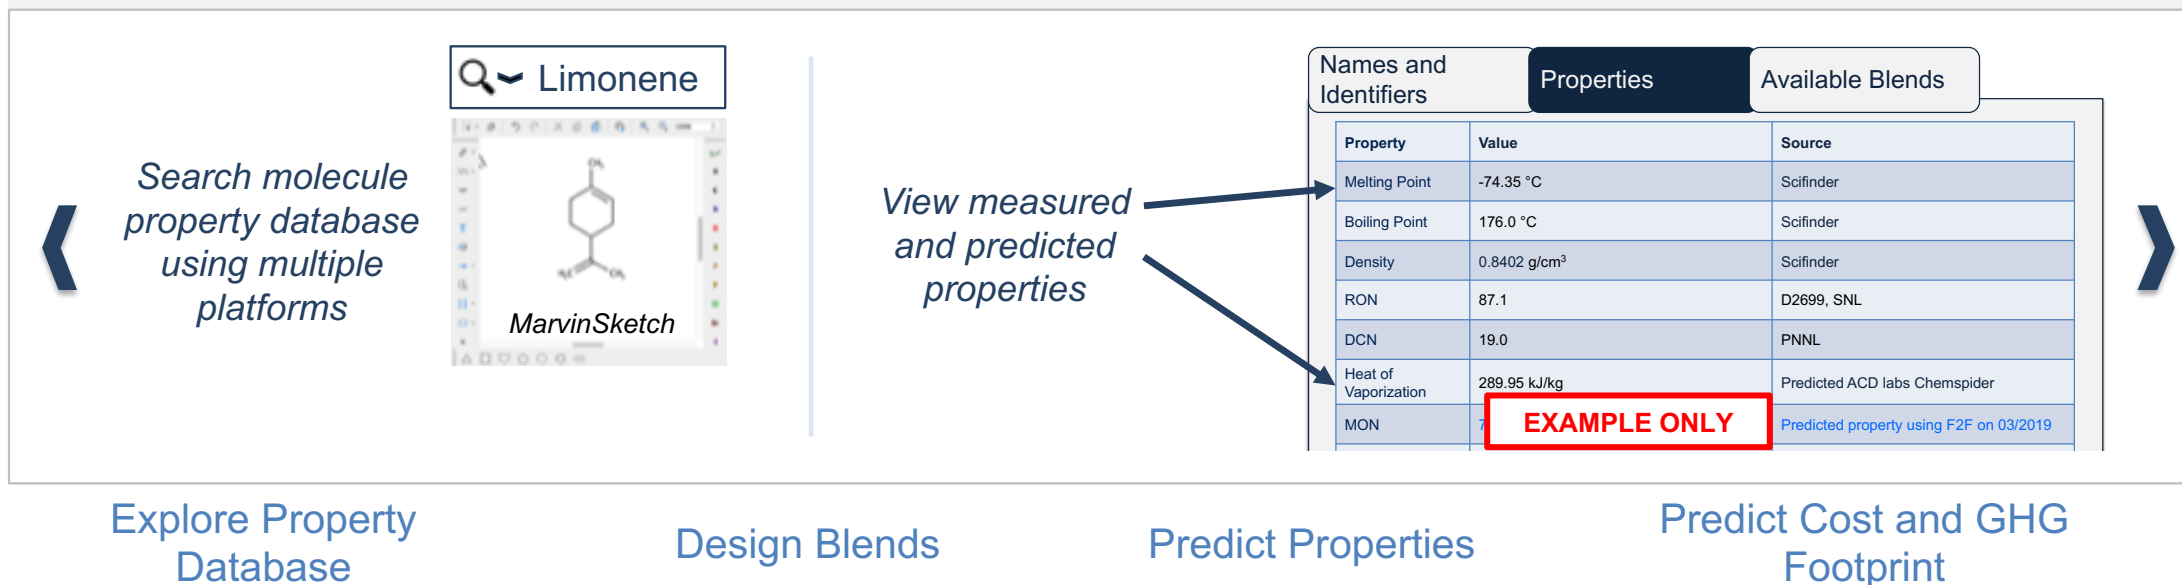 Limonene
Search molecule
property database
using multiple
platforms
CH₃
H₂C
CH₃
MarvinSketch
View measured
and predicted
properties
Names and
Identifiers
Properties
Available Blends
Property Value Source
Melting Point -74.35 °C Scifinder
Boiling Point 176.0 °C Scifinder
Density 0.8402 g/cm³ Scifinder
RON 87.1 D2699, SNL
DCN 19.0 PNNL
Heat of
Vaporization 289.95 kJ/kg Predicted ACD labs Chemspider
MON 7 Predicted property using F2F on 03/2019
EXAMPLE ONLY
Explore Property
Database
Design Blends
Predict Properties
Predict Cost and GHG
Footprint